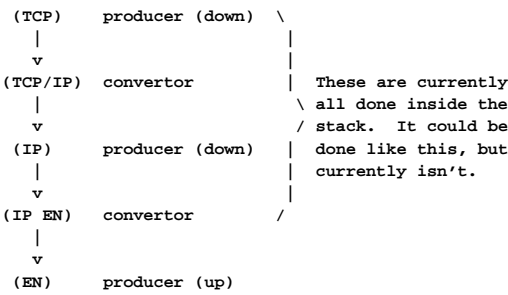 (TCP)     producer (down)  \
   |                        |
   v                        |
(TCP/IP)  convertor         |  These are currently
   |                         \ all done inside the
   v                         / stack.  It could be
 (IP)     producer (down)   |  done like this, but
   |                        |  currently isn't.
   v                        |
(IP EN)   convertor        /
   |
   v
 (EN)     producer (up)